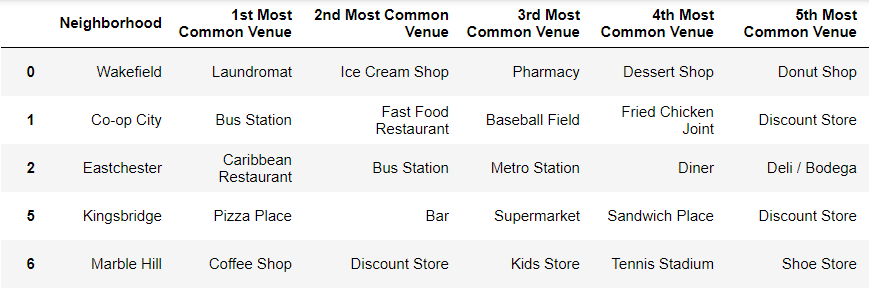 Neighborhood 1st Most Common Venue 2nd Most Common Venue 3rd Most Common Venue 4th Most Common Venue 5th Most Common Venue
0 Wakefield Laundromat Ice Cream Shop Pharmacy Dessert Shop Donut Shop
1 Co-op City Bus Station Fast Food Restaurant Baseball Field Fried Chicken Joint Discount Store
2 Eastchester Caribbean Restaurant Bus Station Metro Station Diner Deli / Bodega
5 Kingsbridge Pizza Place Bar Supermarket Sandwich Place Discount Store
6 Marble Hill Coffee Shop Discount Store Kids Store Tennis Stadium Shoe Store